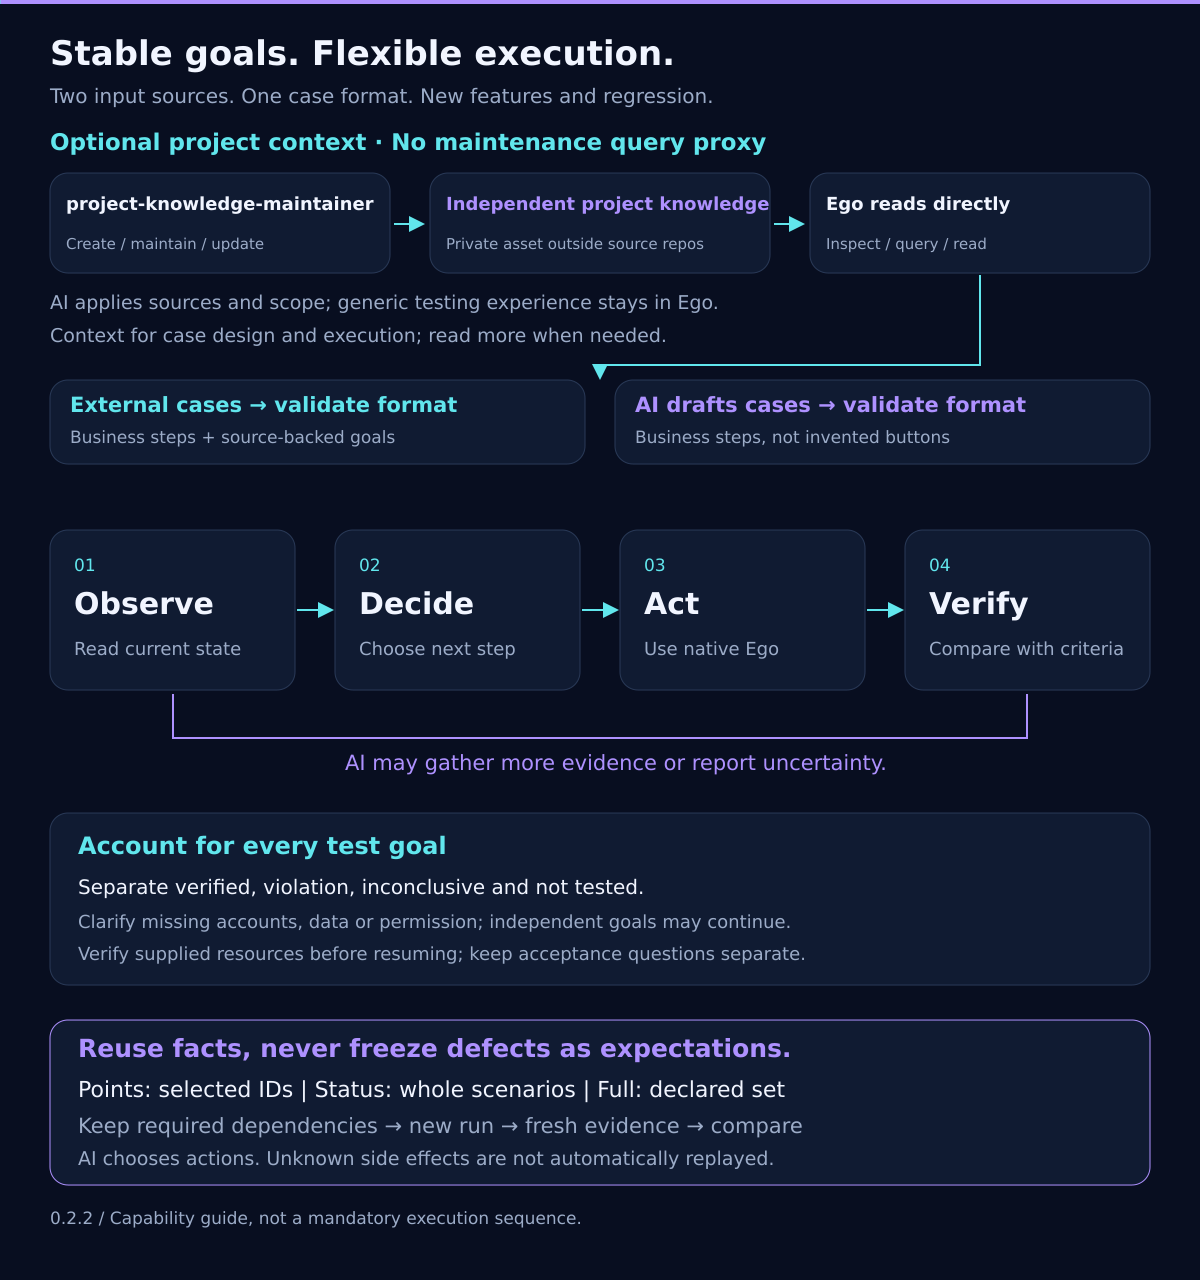 Stable goals. Flexible execution.
Two input sources. One case format. New features and regression.
Optional project context · No maintenance query proxy
project-knowledge-maintainer
Create / maintain / update
Independent project knowledge
Private asset outside source repos
Ego reads directly
Inspect / query / read
AI applies sources and scope; generic testing experience stays in Ego.
Context for case design and execution; read more when needed.
External cases → validate format
Business steps + source-backed goals
AI drafts cases → validate format
Business steps, not invented buttons
01
Observe
Read current state
02
Decide
Choose next step
03
Act
Use native Ego
04
Verify
Compare with criteria
AI may gather more evidence or report uncertainty.
Account for every test goal
Separate verified, violation, inconclusive and not tested.
Clarify missing accounts, data or permission; independent goals may continue.
Verify supplied resources before resuming; keep acceptance questions separate.
Reuse facts, never freeze defects as expectations.
Points: selected IDs | Status: whole scenarios | Full: declared set
Keep required dependencies → new run → fresh evidence → compare
AI chooses actions. Unknown side effects are not automatically replayed.
0.2.2 / Capability guide, not a mandatory execution sequence.